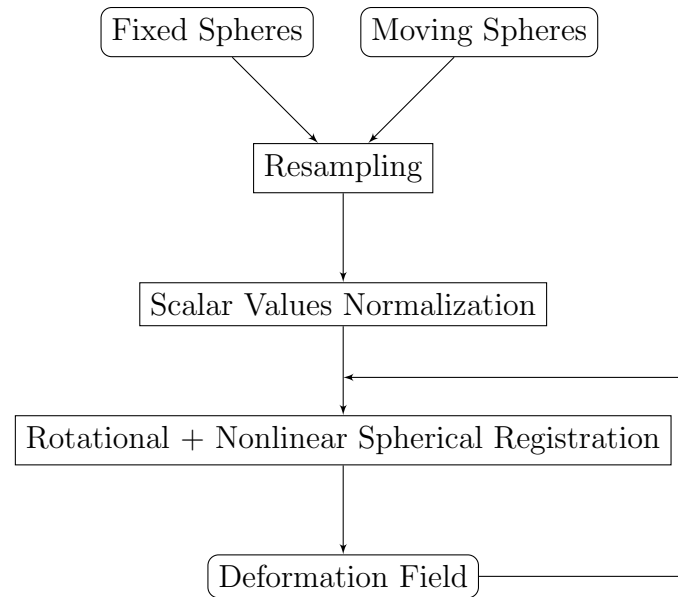 Fixed Spheres
Moving Spheres
Resampling
Scalar Values Normalization
Rotational + Nonlinear Spherical Registration
Deformation Field